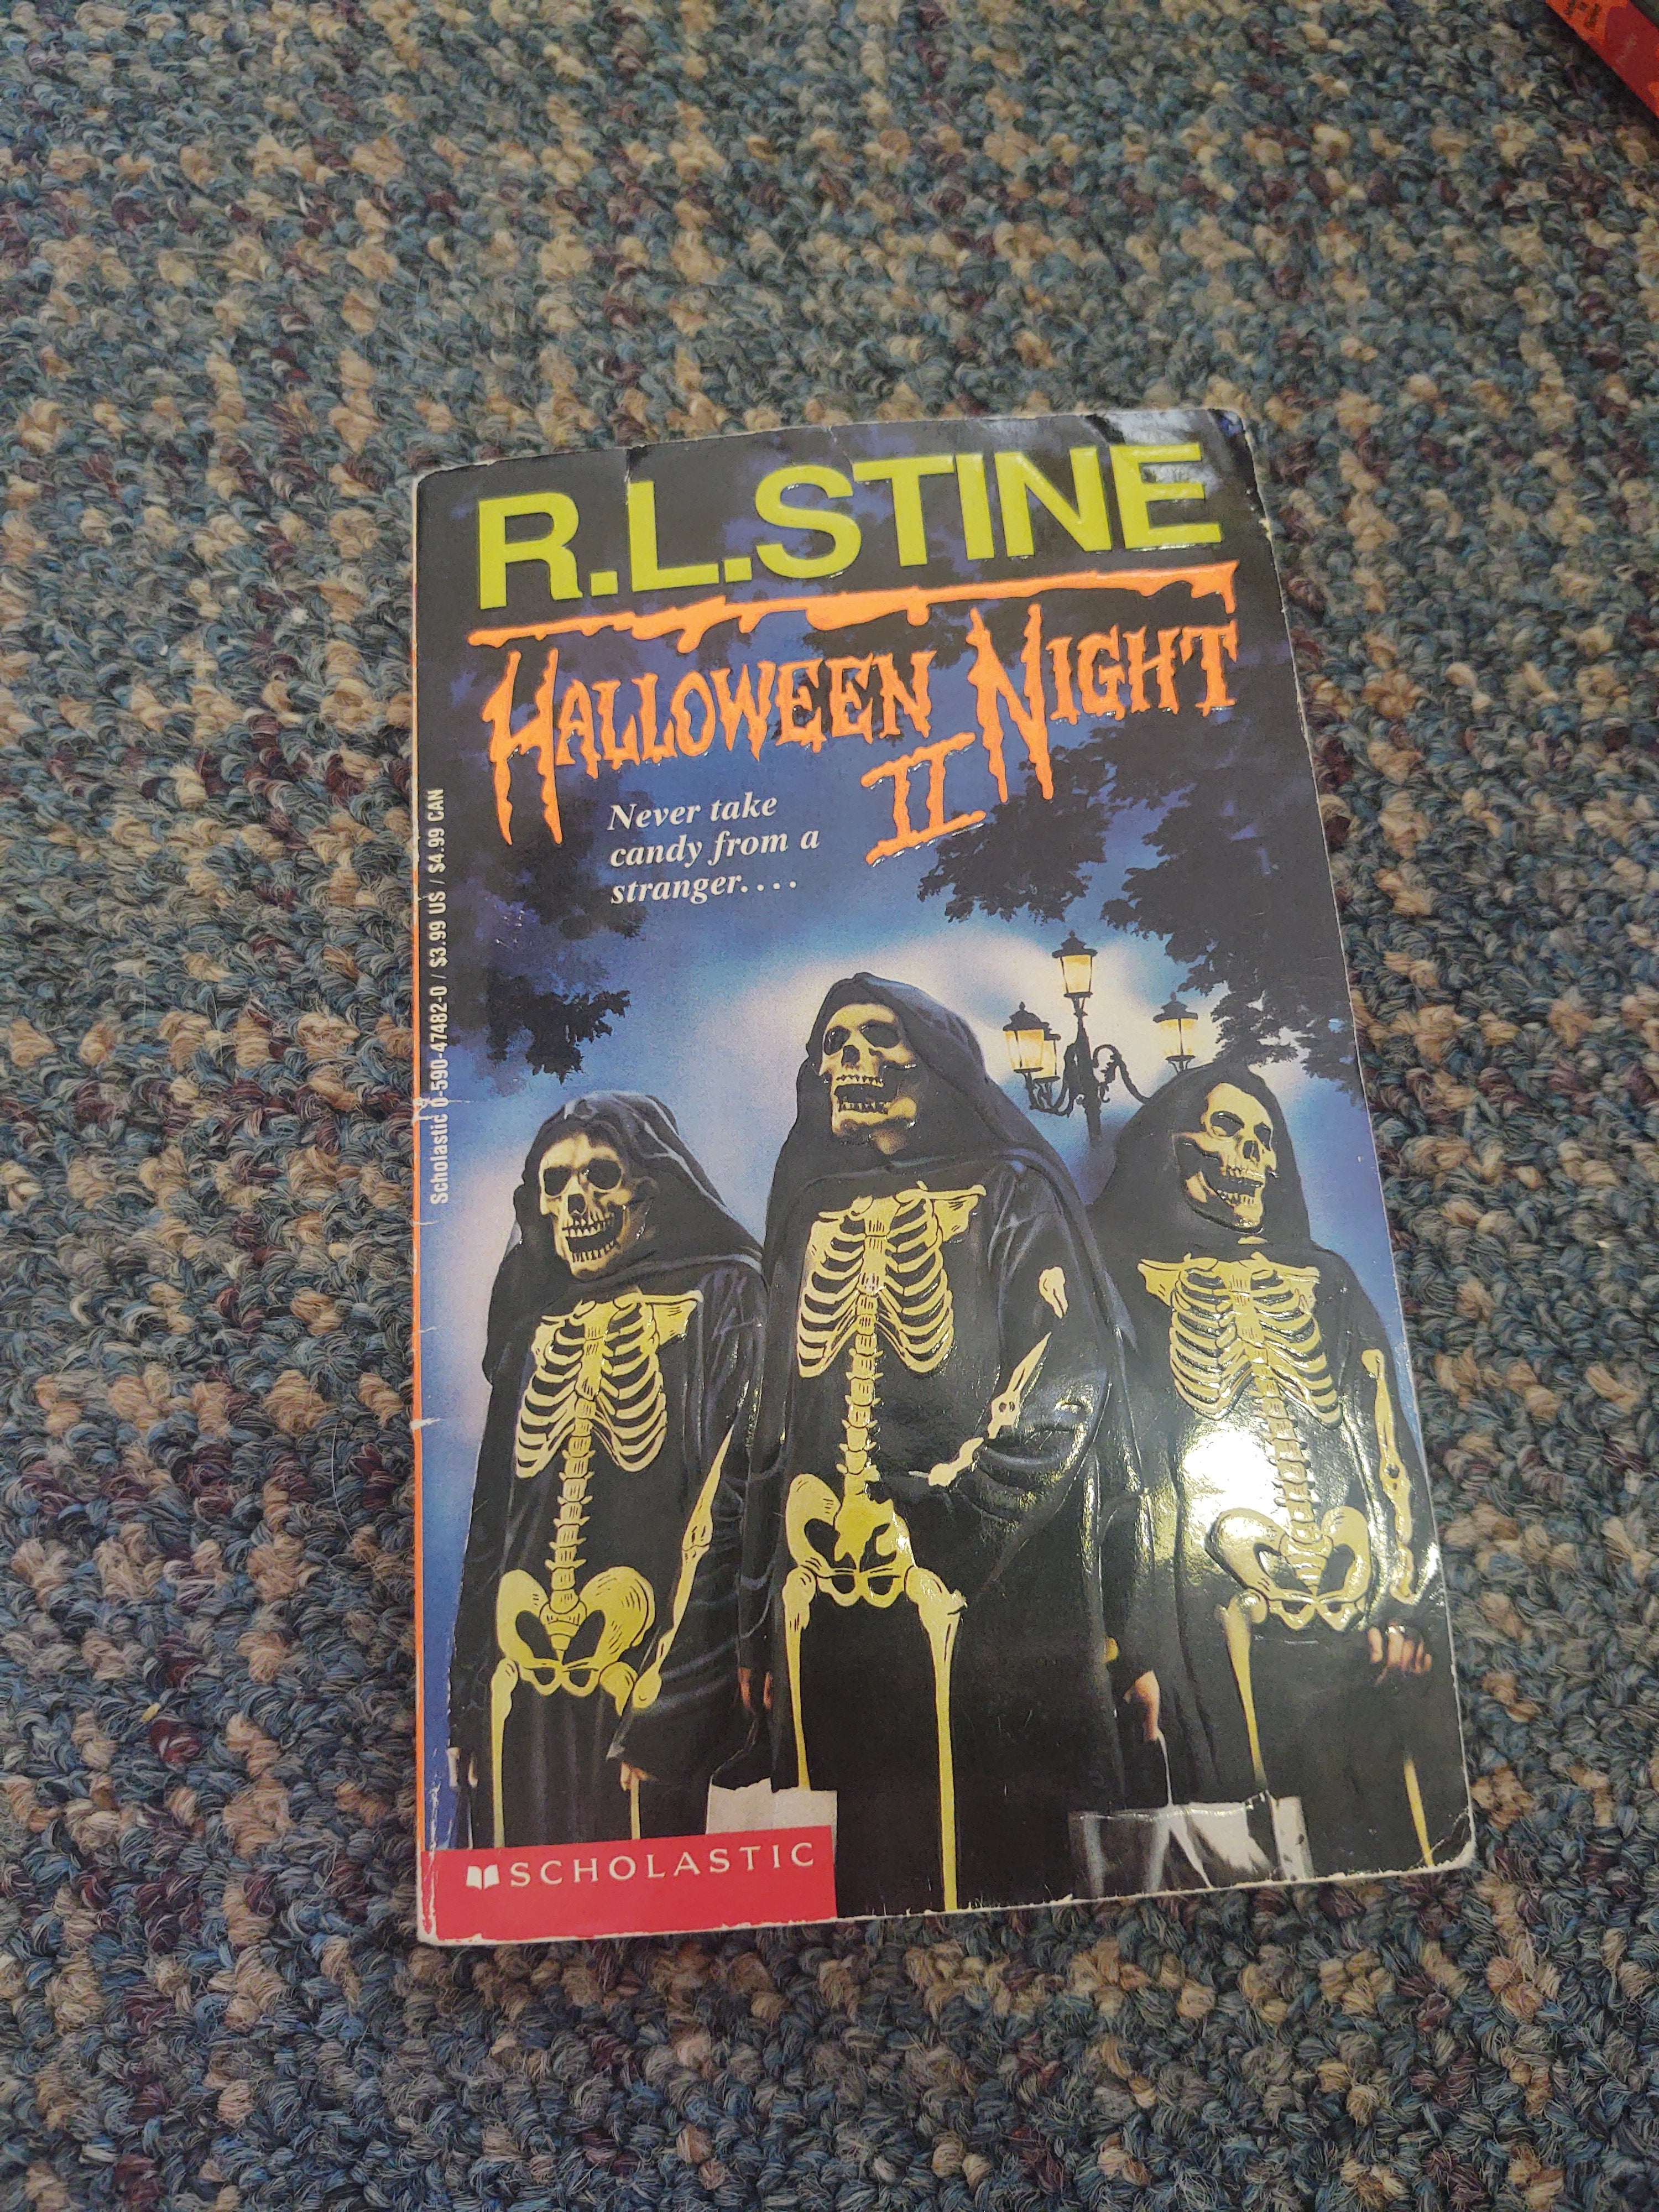 R.L.STINE
HALLOWEEN NIGHT
II
Never take
candy from a
stranger....
Scholastic 0-590-47482-0 / $3.99 US / $4.99 CAN
SCHOLASTIC